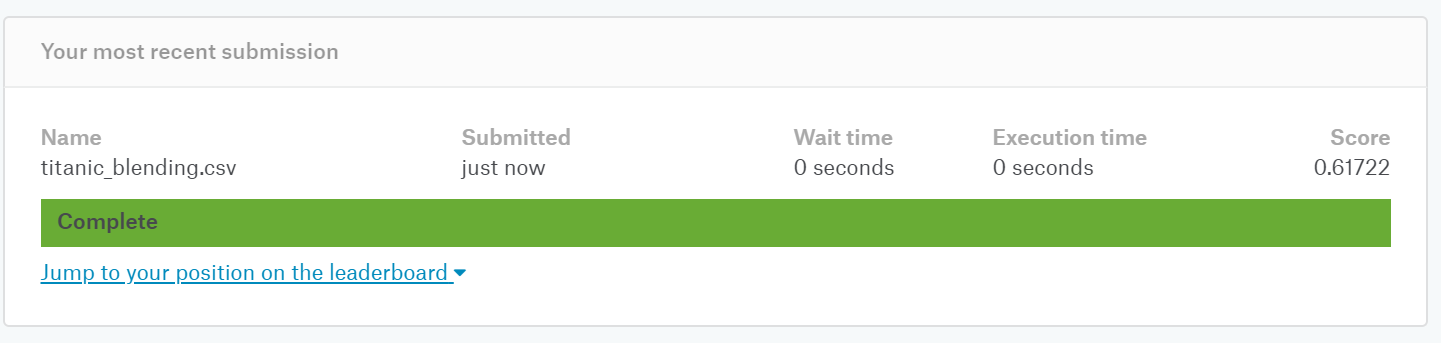 Your most recent submission
Name Submitted Wait time Execution time Score
titanic_blending.csv just now 0 seconds 0 seconds 0.61722
Complete
Jump to your position on the leaderboard